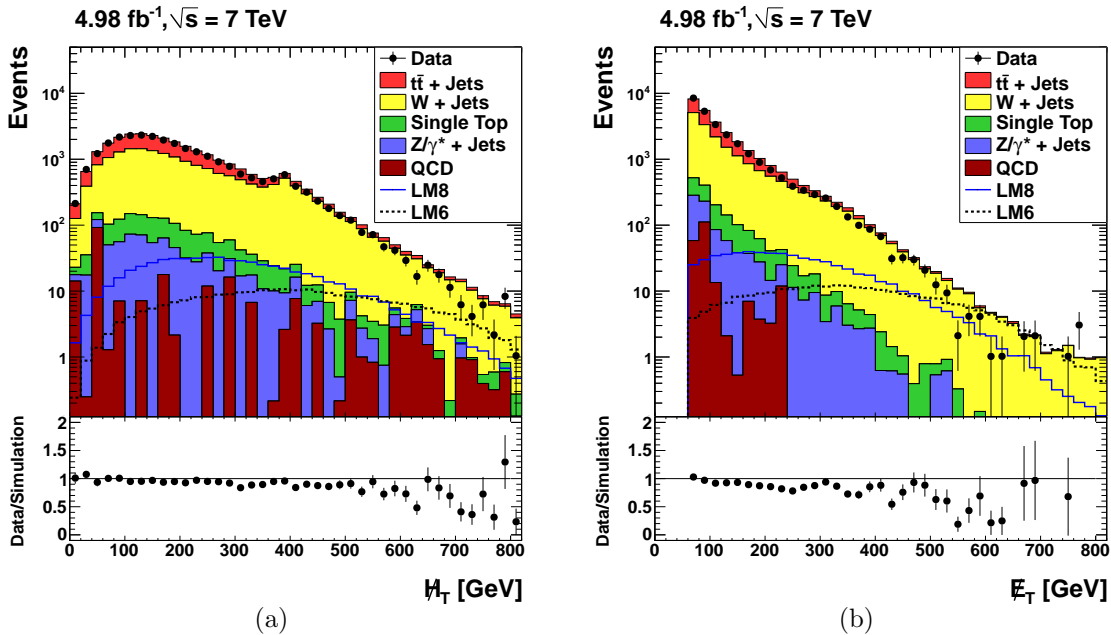 4.98 fb⁻¹,√s = 7 TeV
Events
10⁴
10³
10²
10
1
Data
tt̄ + Jets
W + Jets
Single Top
Z/γ* + Jets
QCD
LM8
LM6
Data/Simulation
2
1.5
1
0.5
0
0 100 200 300 400 500 600 700 800
H̸_T [GeV]
(a)
4.98 fb⁻¹,√s = 7 TeV
Events
10⁴
10³
10²
10
1
Data
tt̄ + Jets
W + Jets
Single Top
Z/γ* + Jets
QCD
LM8
LM6
Data/Simulation
2
1.5
1
0.5
0
0 100 200 300 400 500 600 700 800
E̸_T [GeV]
(b)